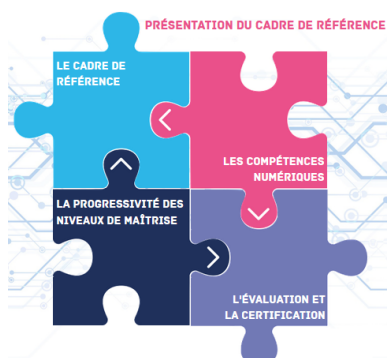 PRÉSENTATION DU CADRE DE RÉFÉRENCE
LE CADRE DE
RÉFÉRENCE
LES COMPÉTENCES
NUMÉRIQUES
LA PROGRESSIVITÉ DES
NIVEAUX DE MAÎTRISE
L'ÉVALUATION ET
LA CERTIFICATION